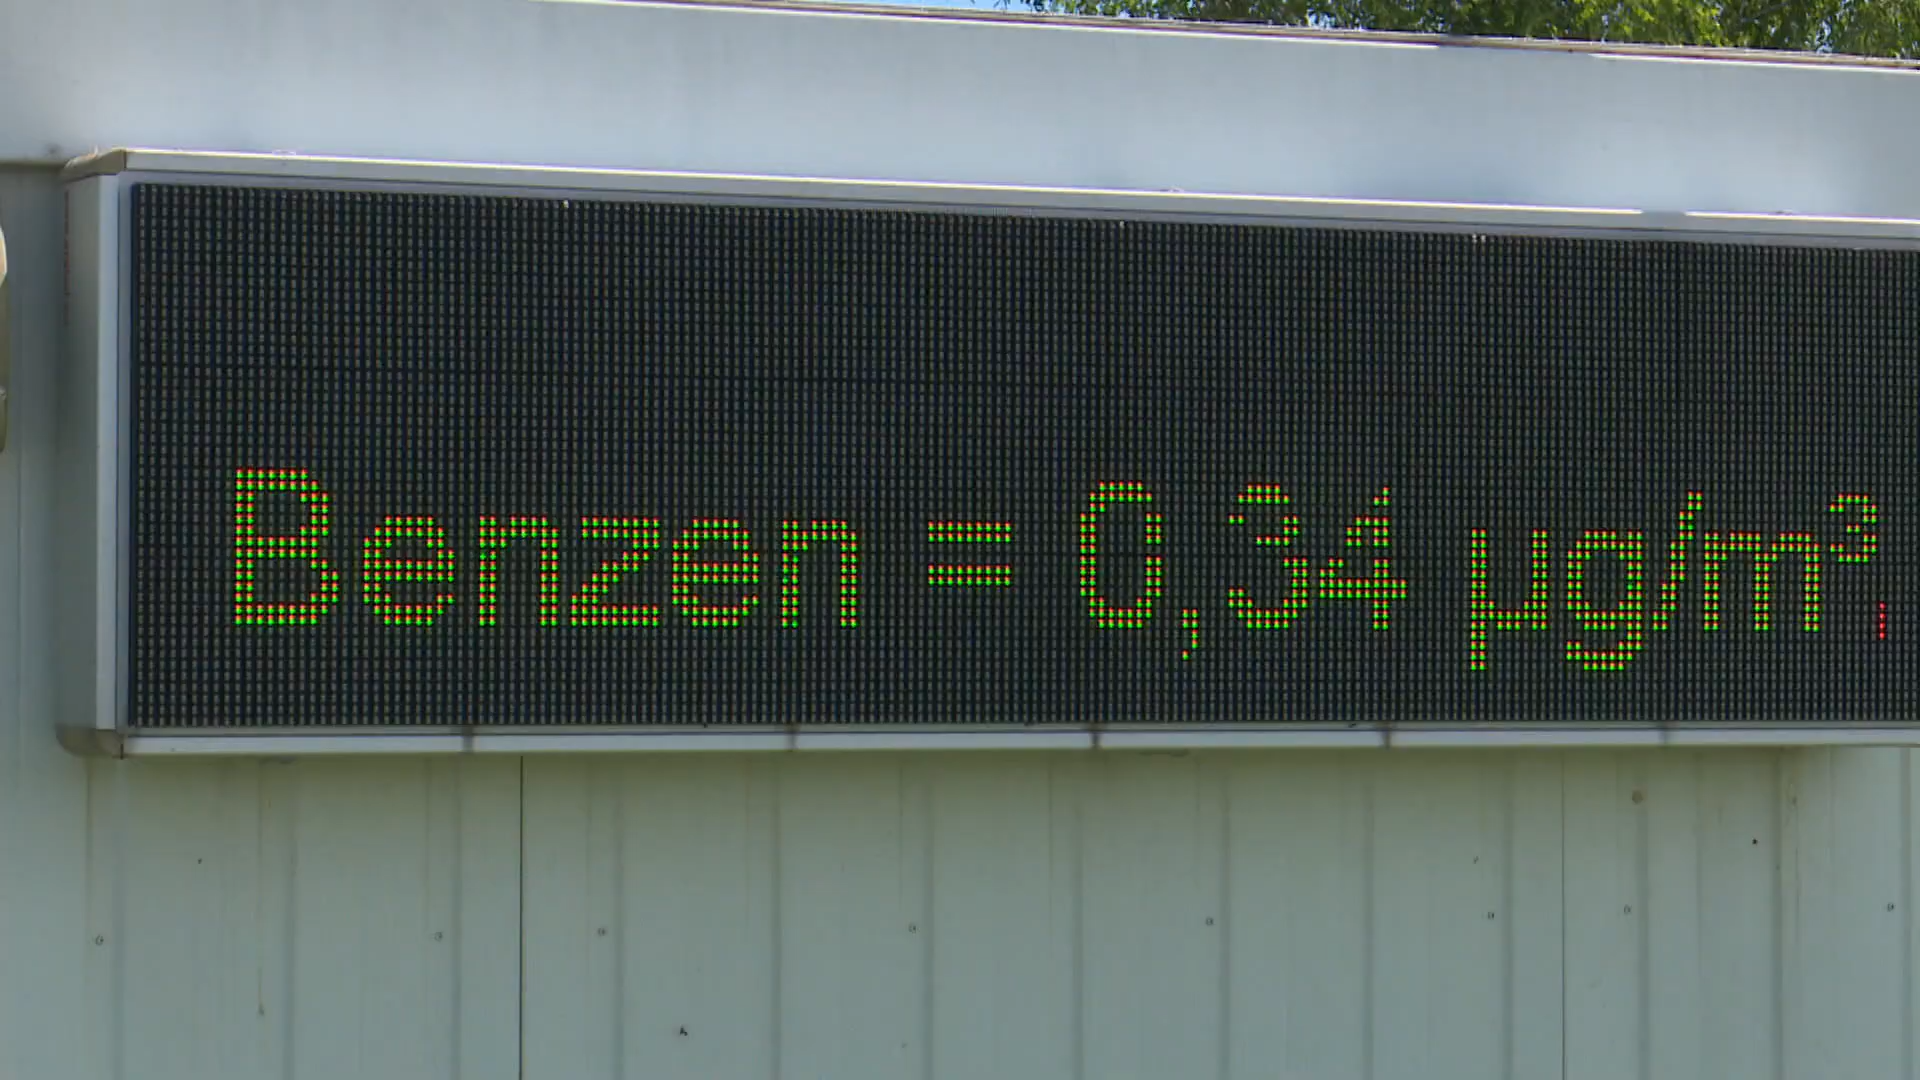 Benzen = 0,34 µg/m³